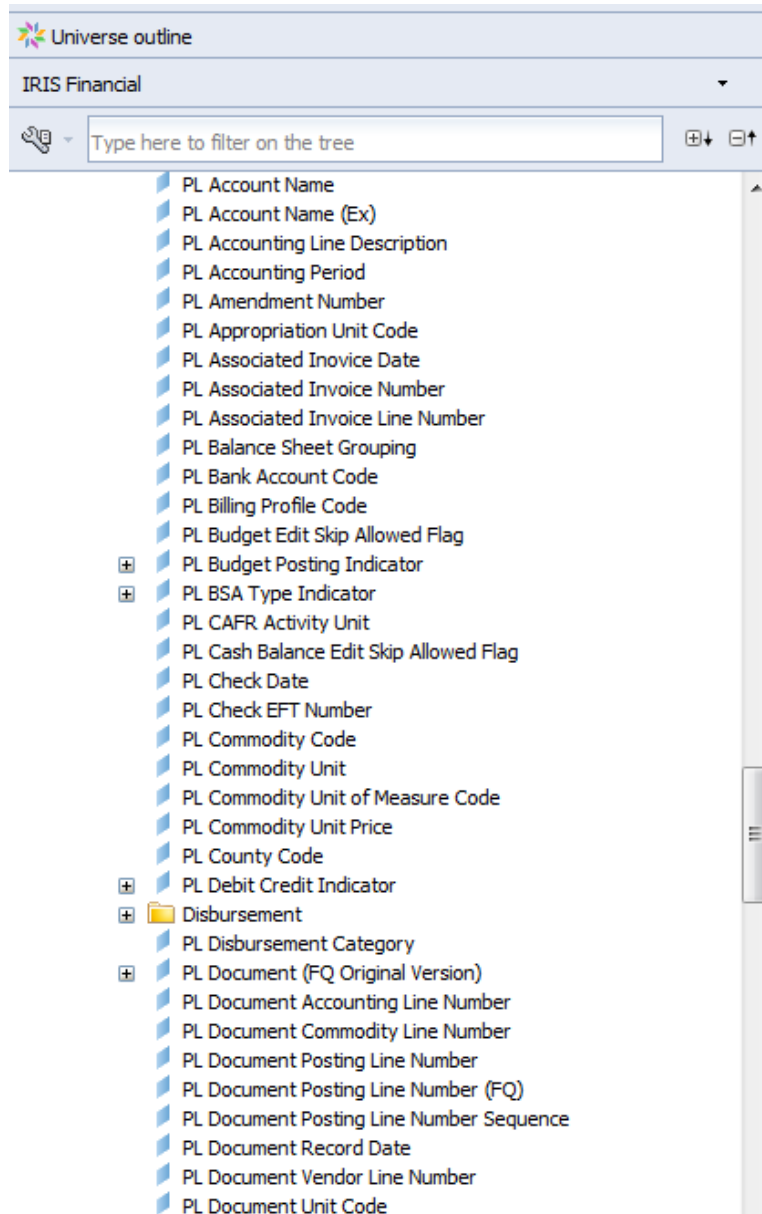 Universe outline
IRIS Financial
Type here to filter on the tree
PL Account Name
PL Account Name (Ex)
PL Accounting Line Description
PL Accounting Period
PL Amendment Number
PL Appropriation Unit Code
PL Associated Inovice Date
PL Associated Invoice Number
PL Associated Invoice Line Number
PL Balance Sheet Grouping
PL Bank Account Code
PL Billing Profile Code
PL Budget Edit Skip Allowed Flag
PL Budget Posting Indicator
PL BSA Type Indicator
PL CAFR Activity Unit
PL Cash Balance Edit Skip Allowed Flag
PL Check Date
PL Check EFT Number
PL Commodity Code
PL Commodity Unit
PL Commodity Unit of Measure Code
PL Commodity Unit Price
PL County Code
PL Debit Credit Indicator
Disbursement
PL Disbursement Category
PL Document (FQ Original Version)
PL Document Accounting Line Number
PL Document Commodity Line Number
PL Document Posting Line Number
PL Document Posting Line Number (FQ)
PL Document Posting Line Number Sequence
PL Document Record Date
PL Document Vendor Line Number
PL Document Unit Code